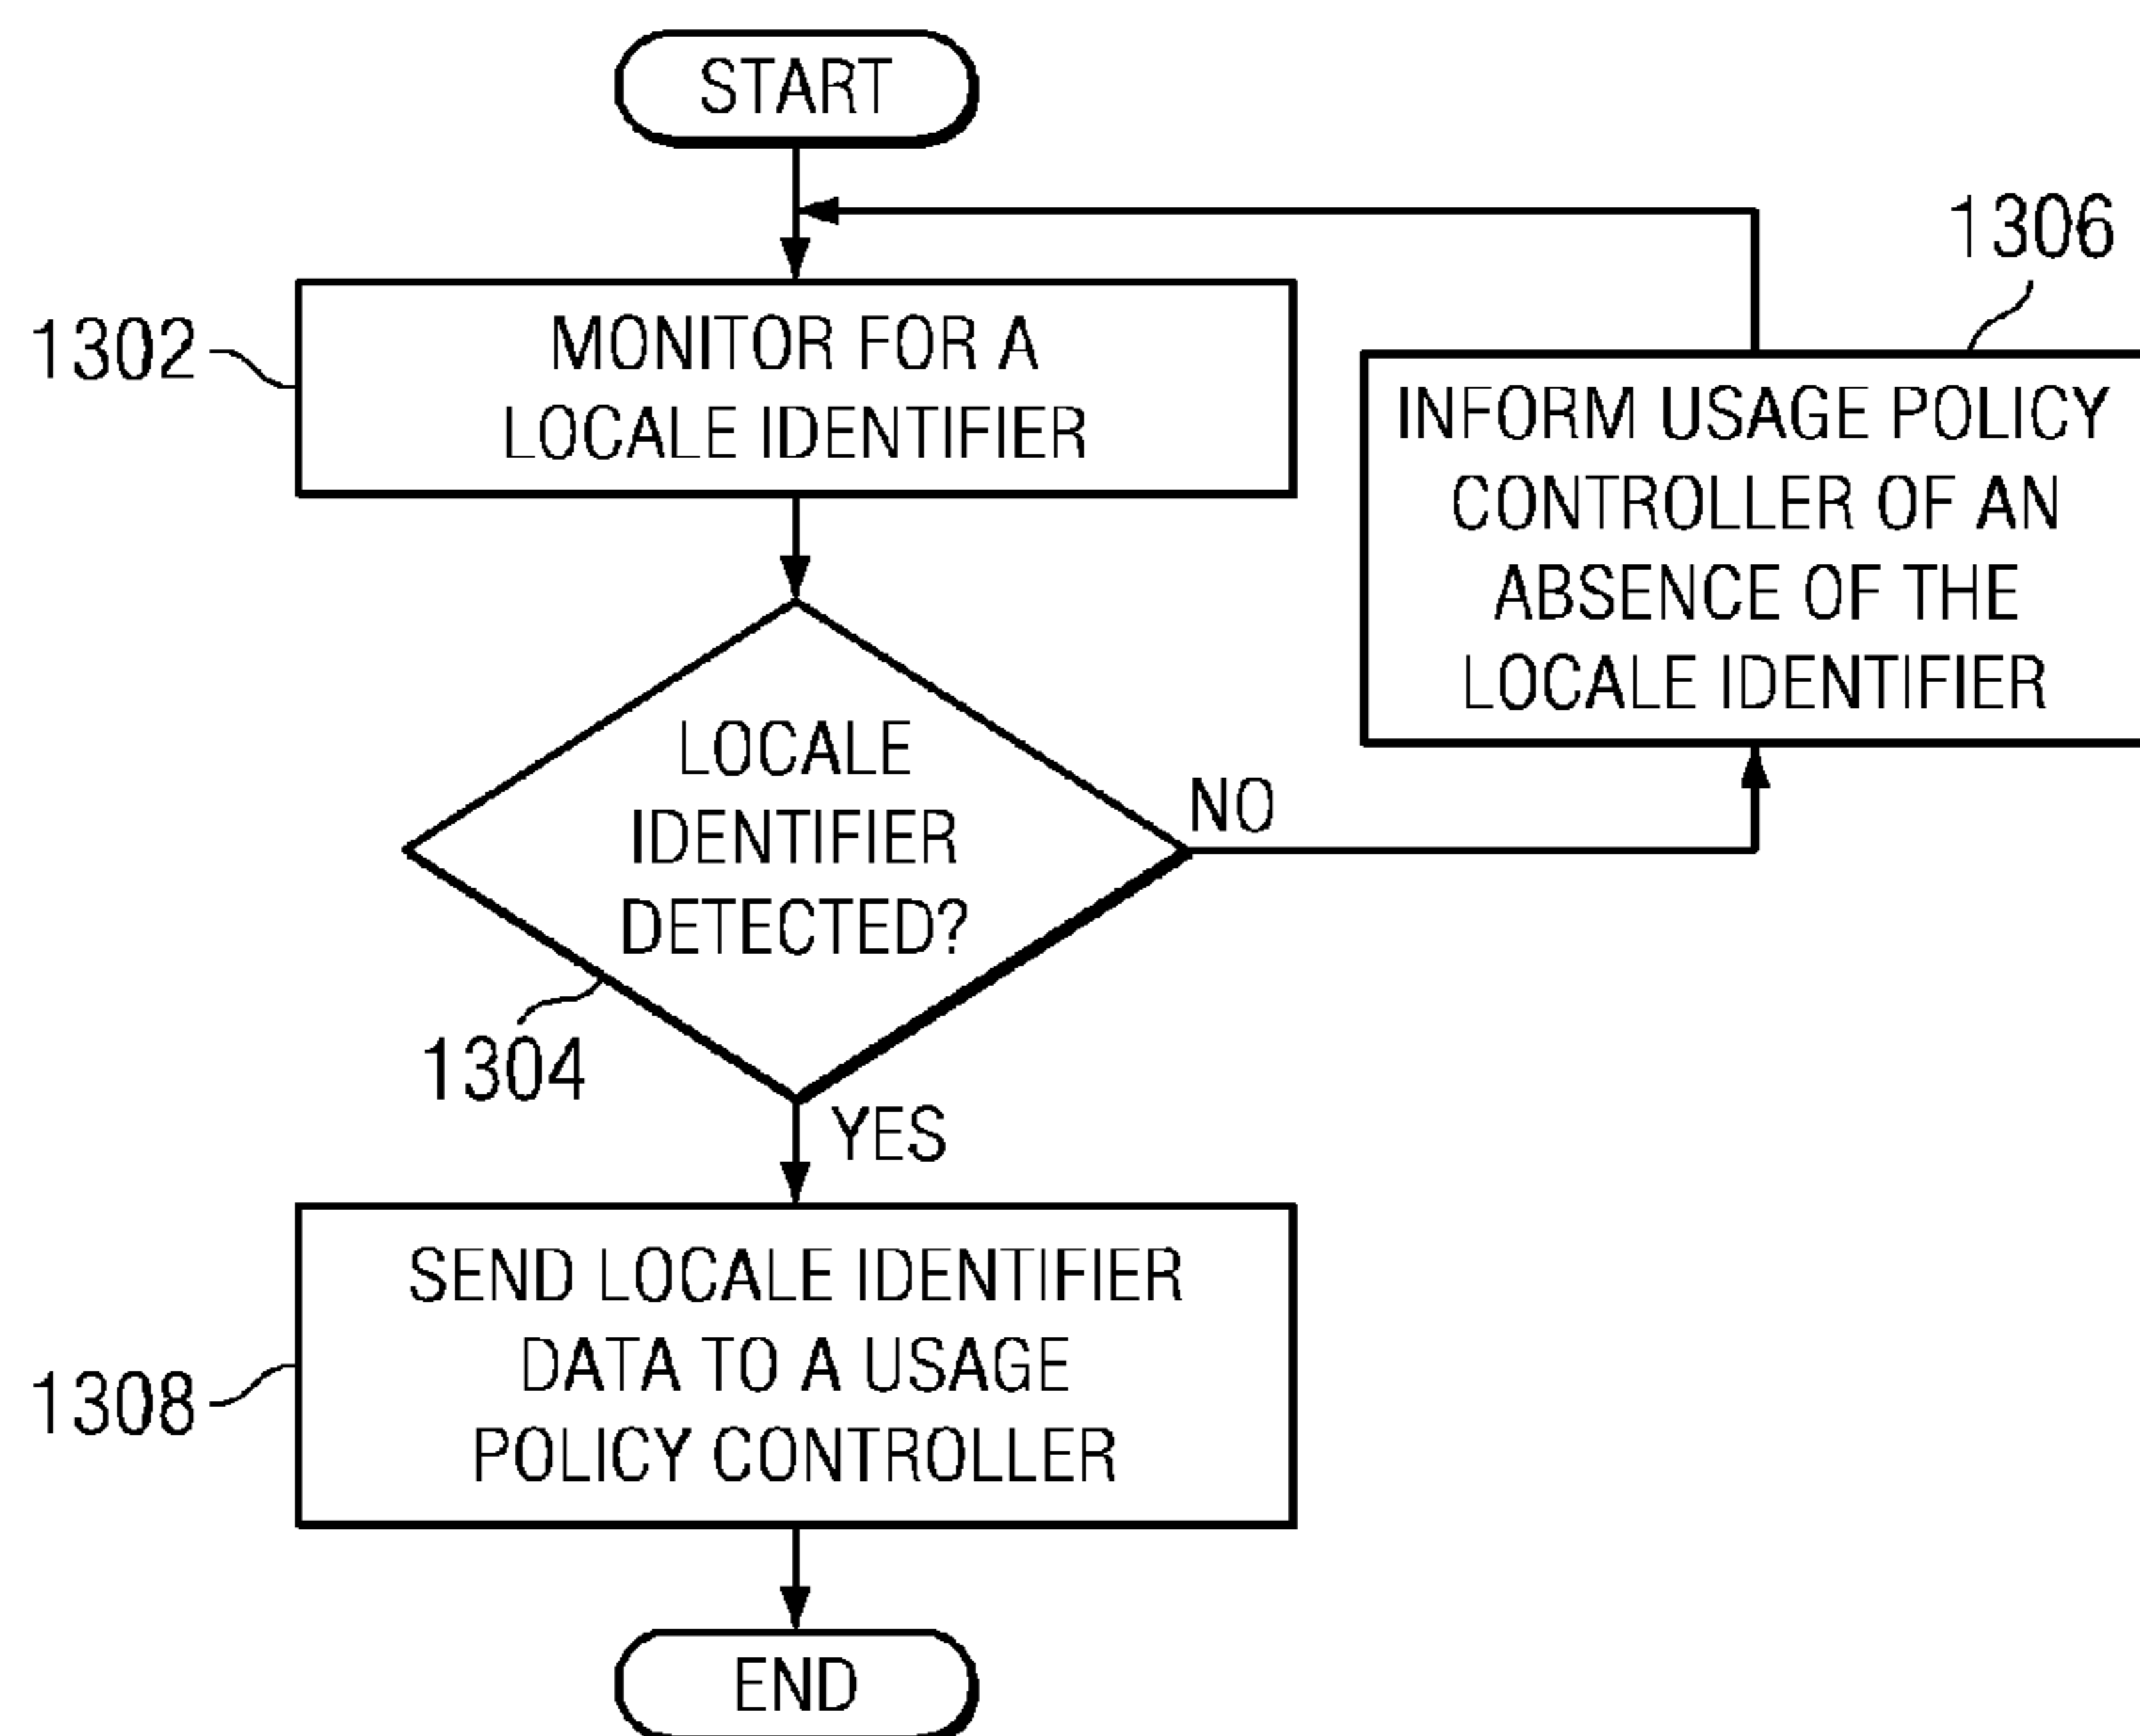 START
1306
1302
MONITOR FOR A
LOCALE IDENTIFIER
INFORM USAGE POLICY
CONTROLLER OF AN
ABSENCE OF THE
LOCALE IDENTIFIER
LOCALE
IDENTIFIER
DETECTED?
NO
1304
YES
SEND LOCALE IDENTIFIER
DATA TO A USAGE
POLICY CONTROLLER
1308
END